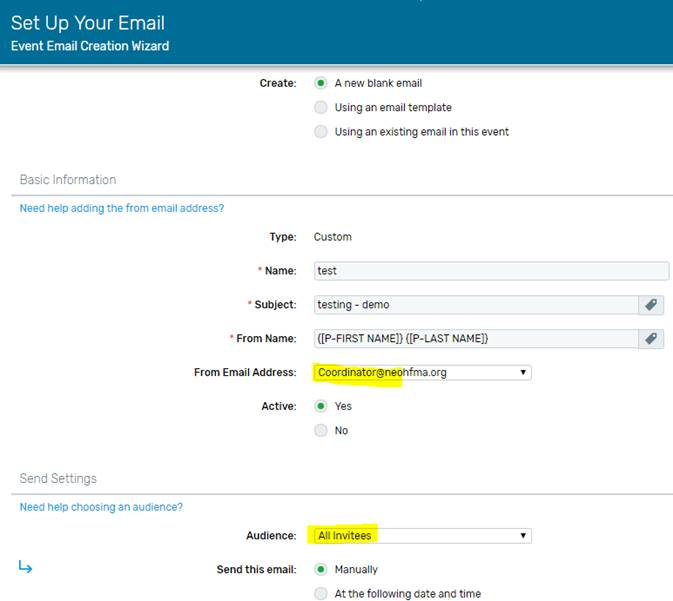 Set Up Your Email
Event Email Creation Wizard
Create: A new blank email
Using an email template
Using an existing email in this event
Basic Information
Need help adding the from email address?
Type: Custom
* Name: test
* Subject: testing - demo
* From Name: {[P-FIRST NAME]} {[P-LAST NAME]}
From Email Address: Coordinator@neohfma.org
Active: Yes
No
Send Settings
Need help choosing an audience?
Audience: All Invitees
Send this email: Manually
At the following date and time